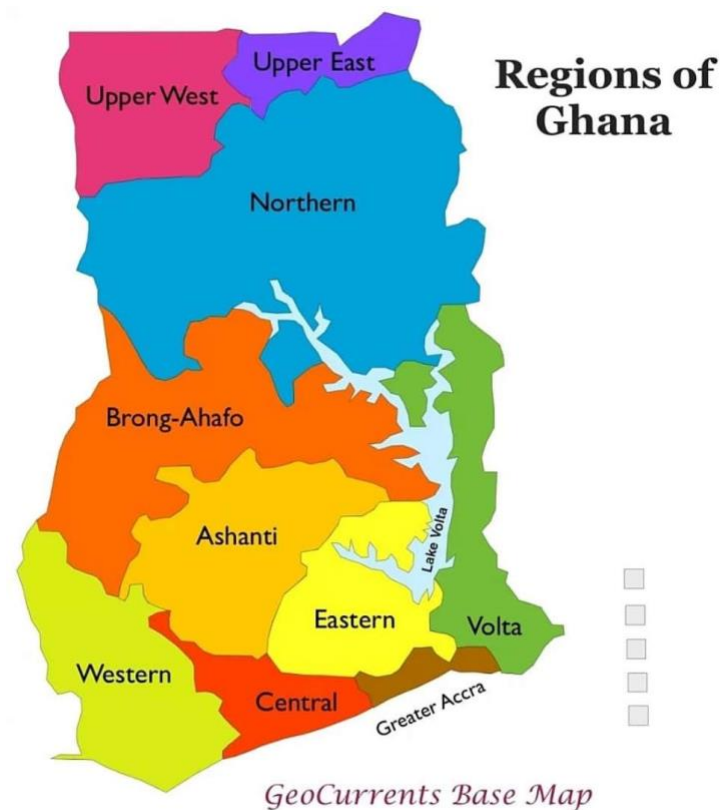 Regions of
Ghana
Upper East
Upper West
Northern
Brong-Ahafo
Ashanti
Lake Volta
Eastern
Volta
Western
Central
Greater Accra
GeoCurrents Base Map